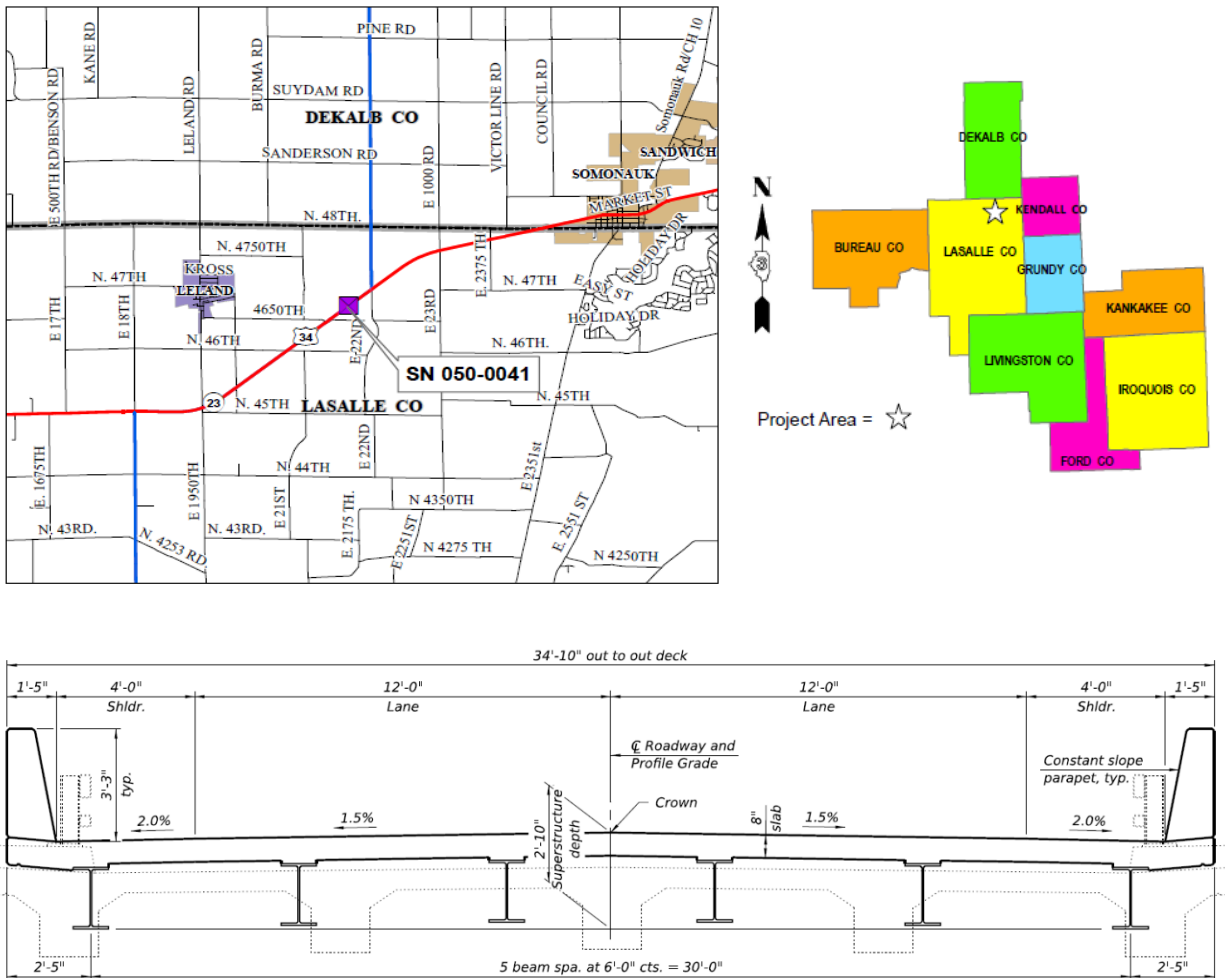 PINE RD
KANE RD
BURMA RD
LELAND RD
E 500TH RD/BENSON RD
SUYDAM RD
VICTOR LINE RD
COUNCIL RD
Somonauk Rd/CH 10
DEKALB CO
SANDERSON RD
E 1000 RD
SANDWICH
SOMONAUK
MARKET ST
N. 48TH.
N. 4750TH
KROSS
N. 47TH
LELAND
E 17TH
E 18TH
4650TH
34
E 22ND
E 23RD
E. 2375 TH
N. 47TH
EASY ST
HOLIDAY DR
HOLIDAY DR
N. 46TH
N. 46TH.
SN 050-0041
23
N. 45TH
LASALLE CO
N. 45TH
E. 1675TH
E 1950TH
N. 44TH
E 21ST
E 22ND
E 2351st
N 4350TH
N. 43RD.
N. 4253 RD
N. 43RD.
E. 2175 TH.
E 2251ST
N 4275 TH
E. 2551 ST
N 4250TH
N
3
DEKALB CO
KENDALL CO
BUREAU CO
LASALLE CO
GRUNDY CO
KANKAKEE CO
LIVINGSTON CO
IROQUOIS CO
FORD CO
Project Area =
34'-10" out to out deck
1'-5" 4'-0" 12'-0" 12'-0" 4'-0" 1'-5"
Shldr. Lane Lane Shldr.
℄ Roadway and
Profile Grade
Constant slope
parapet, typ.
3'-3"
typ.
Crown
2'-10"
Superstructure
depth
8"
slab
2.0% 1.5% 1.5% 2.0%
2'-5" 5 beam spa. at 6'-0" cts. = 30'-0" 2'-5"